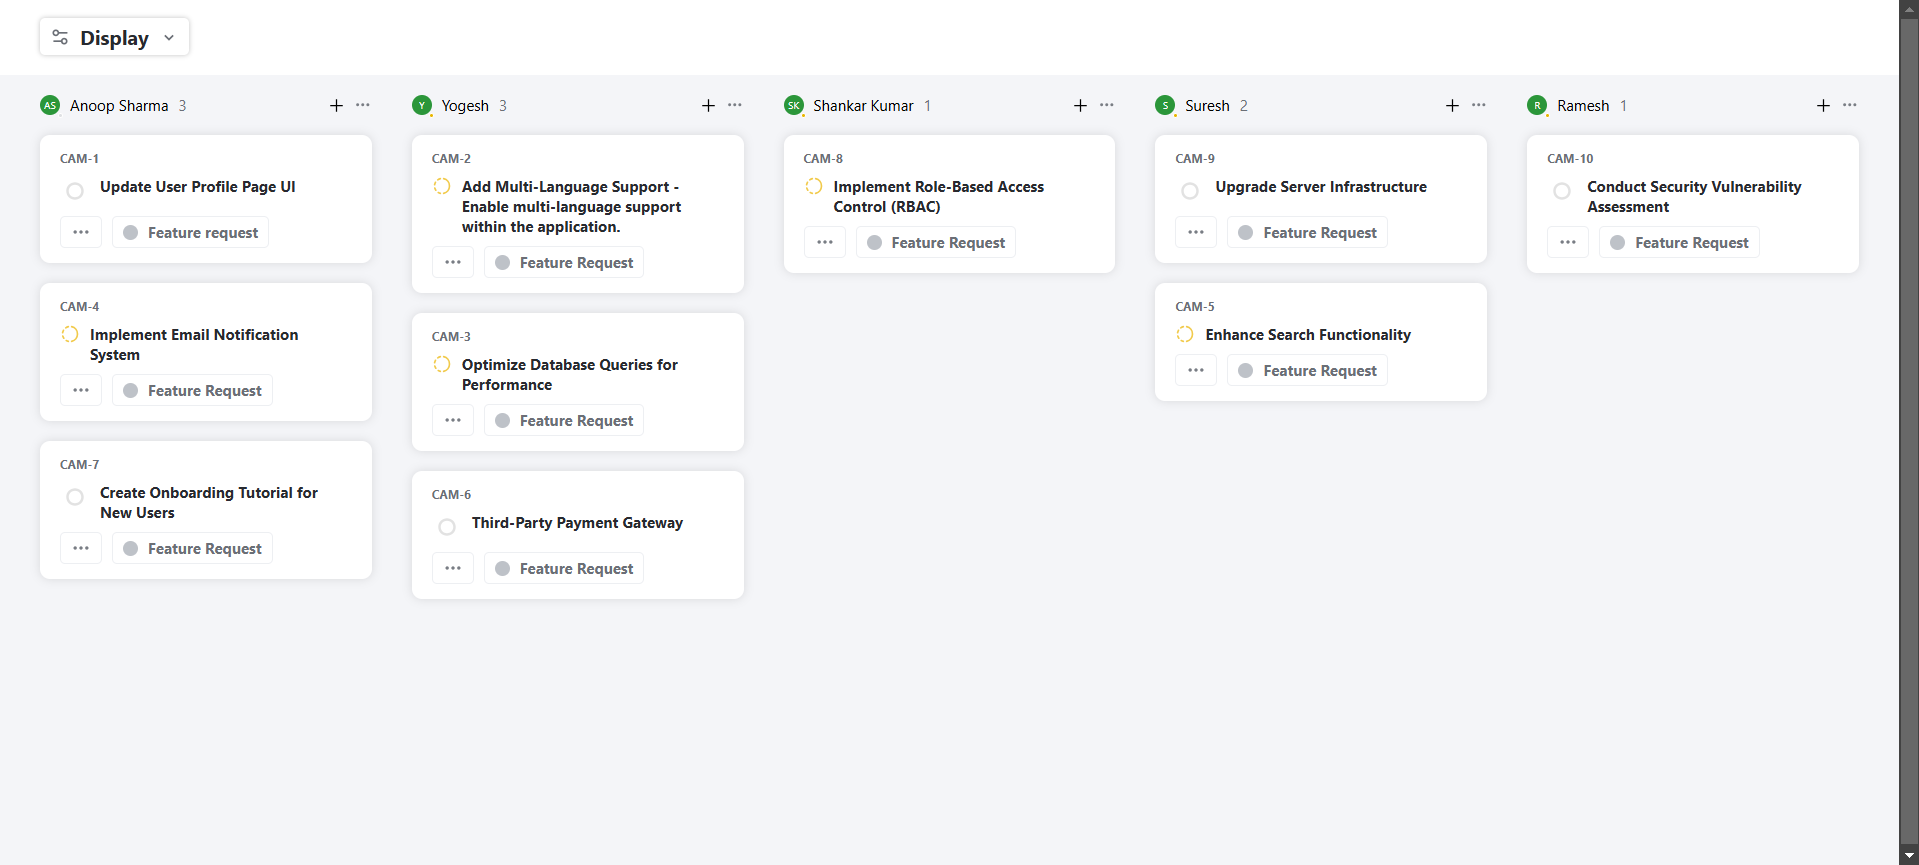 Display
AS Anoop Sharma 3
CAM-1
Update User Profile Page UI
Feature request
CAM-4
Implement Email Notification
System
Feature Request
CAM-7
Create Onboarding Tutorial for
New Users
Feature Request
Y Yogesh 3
CAM-2
Add Multi-Language Support -
Enable multi-language support
within the application.
Feature Request
CAM-3
Optimize Database Queries for
Performance
Feature Request
CAM-6
Third-Party Payment Gateway
Feature Request
SK Shankar Kumar 1
CAM-8
Implement Role-Based Access
Control (RBAC)
Feature Request
S Suresh 2
CAM-9
Upgrade Server Infrastructure
Feature Request
CAM-5
Enhance Search Functionality
Feature Request
R Ramesh 1
CAM-10
Conduct Security Vulnerability
Assessment
Feature Request